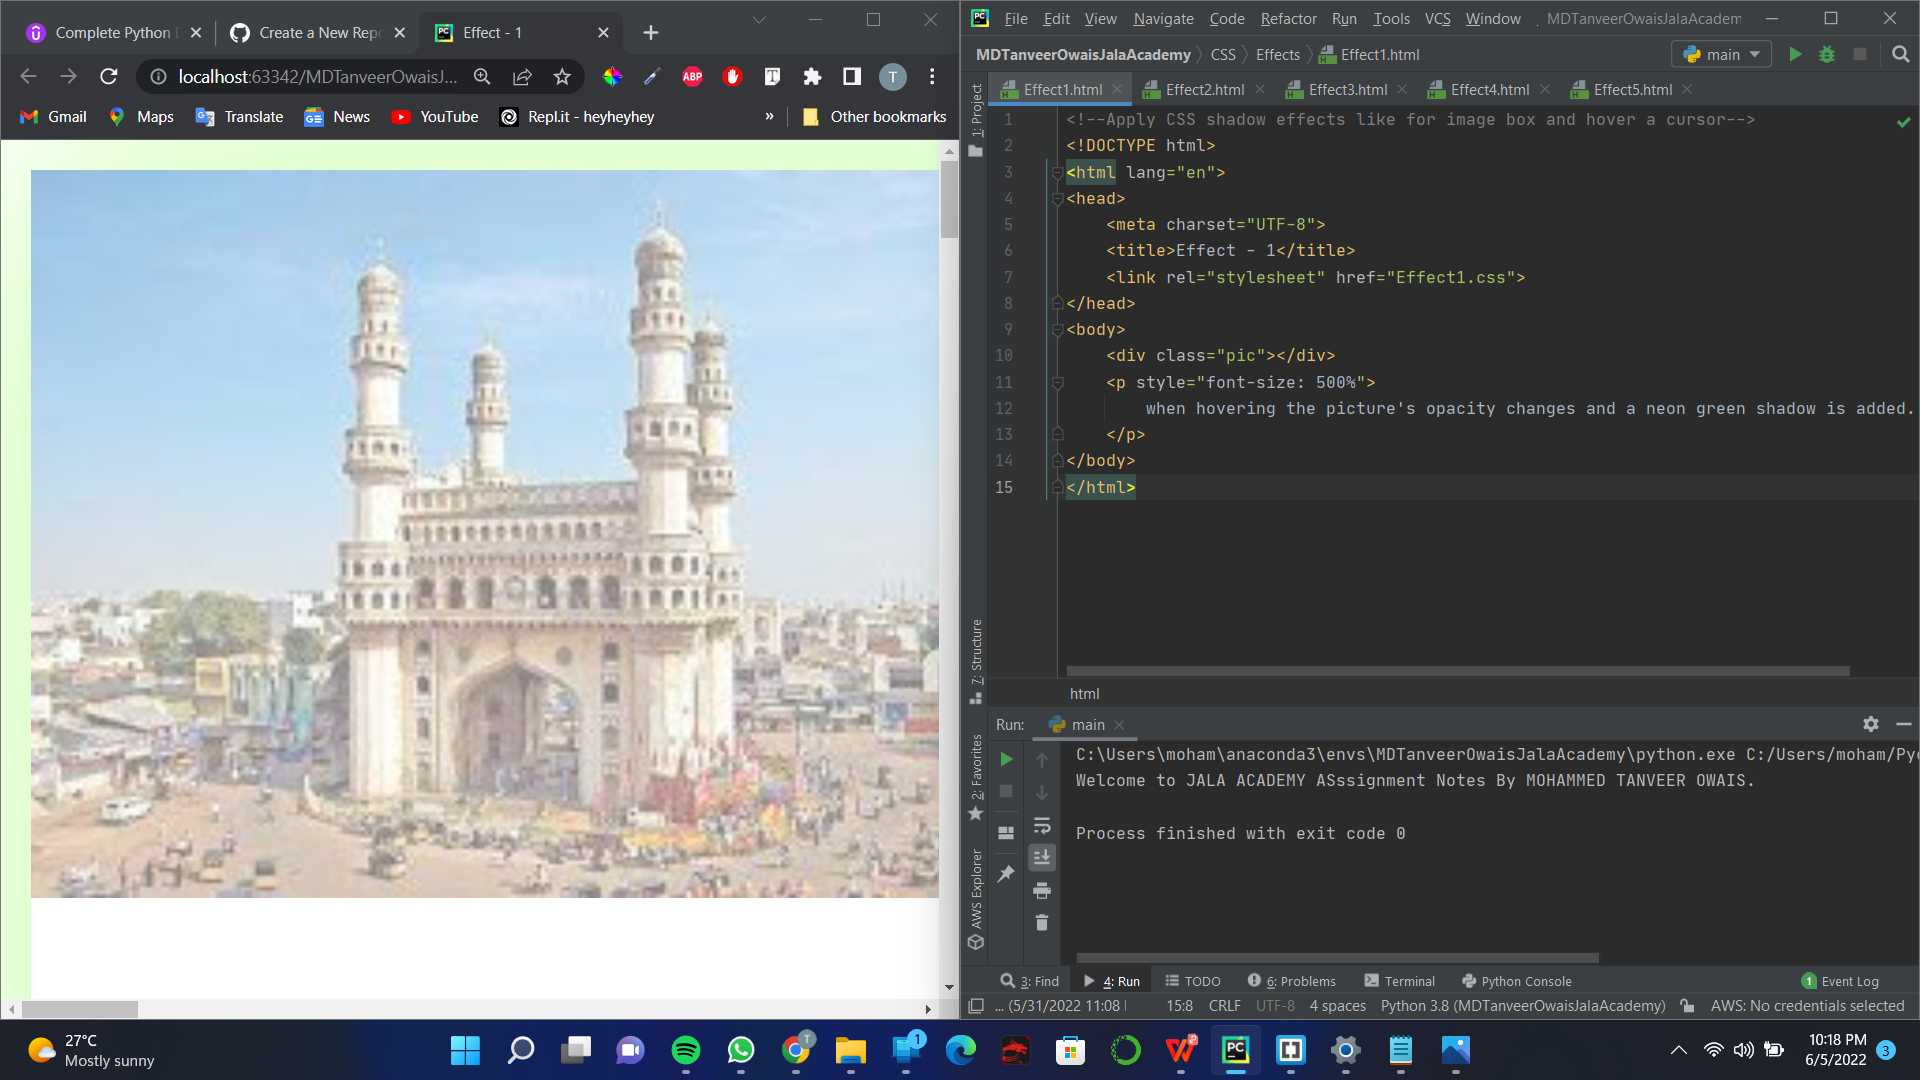 Complete Python D
Create a New Repo
Effect - 1
localhost:63342/MDTanveerOwaisJ...
ABP
T
T
Gmail
Maps
Translate
News
YouTube
Repl.it - heyheyhey
»
Other bookmarks
PC
File Edit View Navigate Code Refactor Run Tools VCS Window
MDTanveerOwaisJalaAcadem
MDTanveerOwaisJalaAcademy
CSS
Effects
Effect1.html
main
Effect1.html
Effect2.html
Effect3.html
Effect4.html
Effect5.html
1: Project
7: Structure
2: Favorites
AWS Explorer
1 <!--Apply CSS shadow effects like for image box and hover a cursor-->
2 <!DOCTYPE html>
3 <html lang="en">
4 <head>
5 <meta charset="UTF-8">
6 <title>Effect - 1</title>
7 <link rel="stylesheet" href="Effect1.css">
8 </head>
9 <body>
10 <div class="pic"></div>
11 <p style="font-size: 500%">
12 when hovering the picture's opacity changes and a neon green shadow is added.
13 </p>
14 </body>
15 </html>
html
Run:
main
C:\Users\moham\anaconda3\envs\MDTanveerOwaisJalaAcademy\python.exe C:/Users/moham/Pyc
Welcome to JALA ACADEMY ASssignment Notes By MOHAMMED TANVEER OWAIS.
Process finished with exit code 0
3: Find
4: Run
TODO
6: Problems
Terminal
Python Console
1 Event Log
... (5/31/2022 11:08
15:8
CRLF
UTF-8
4 spaces
Python 3.8 (MDTanveerOwaisJalaAcademy)
AWS: No credentials selected
27°C
Mostly sunny
T
1
PC
10:18 PM
6/5/2022
3